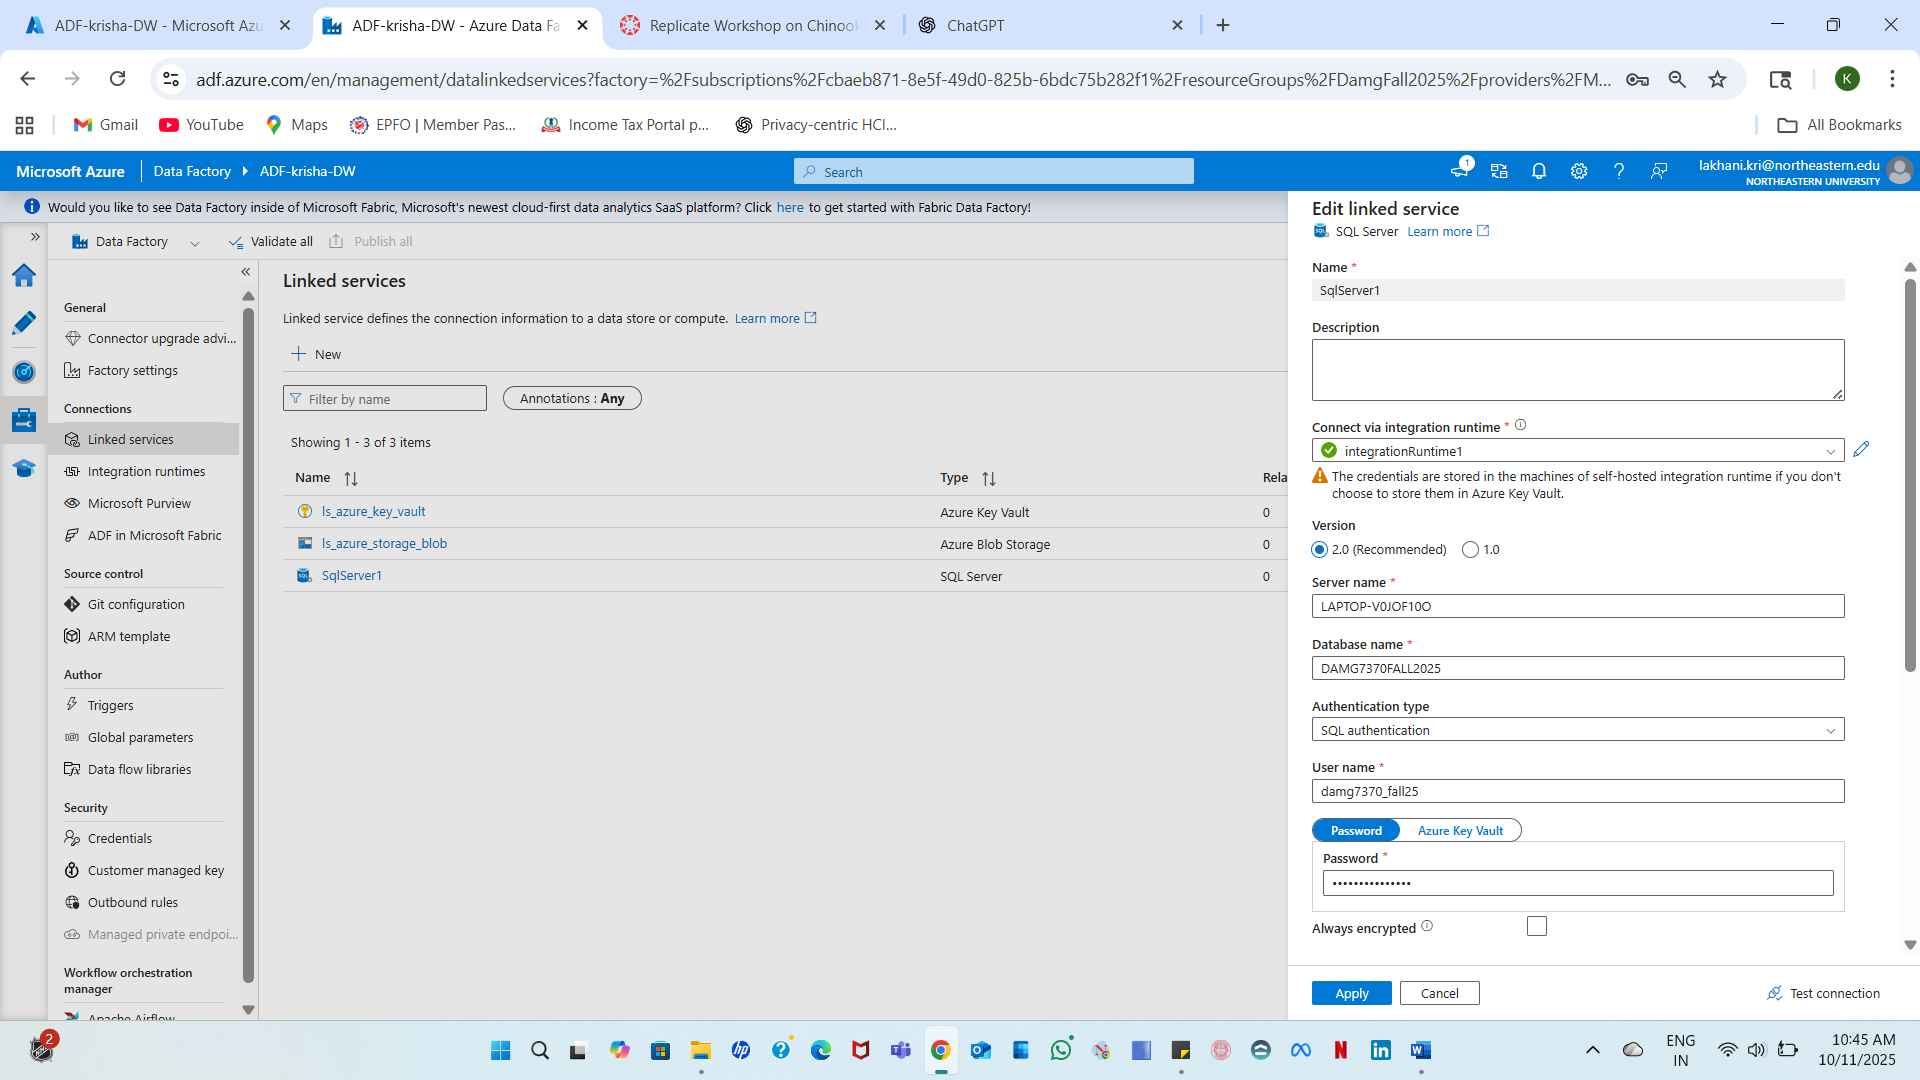 ADF-krisha-DW - Microsoft Azu
ADF-krisha-DW - Azure Data Fa
Replicate Workshop on Chinook
ChatGPT
adf.azure.com/en/management/datalinkedservices?factory=%2Fsubscriptions%2Fcbaeb871-8e5f-49d0-825b-6bdc75b282f1%2FresourceGroups%2FDamgFall2025%2Fproviders%2FM...
K
Gmail
YouTube
Maps
EPFO | Member Pas...
Income Tax Portal p...
Privacy-centric HCI...
All Bookmarks
Microsoft Azure
Data Factory
ADF-krisha-DW
Search
1
lakhani.kri@northeastern.edu
NORTHEASTERN UNIVERSITY
Would you like to see Data Factory inside of Microsoft Fabric, Microsoft's newest cloud-first data analytics SaaS platform? Click here to get started with Fabric Data Factory!
Data Factory
Validate all
Publish all
General
Connector upgrade advi...
Factory settings
Connections
Linked services
Integration runtimes
Microsoft Purview
ADF in Microsoft Fabric
Source control
Git configuration
ARM template
Author
Triggers
Global parameters
Data flow libraries
Security
Credentials
Customer managed key
Outbound rules
Managed private endpoi...
Workflow orchestration
manager
Apache Airflow
Linked services
Linked service defines the connection information to a data store or compute. Learn more
New
Filter by name
Annotations : Any
Showing 1 - 3 of 3 items
Name Type Rela
ls_azure_key_vault Azure Key Vault 0
ls_azure_storage_blob Azure Blob Storage 0
SqlServer1 SQL Server 0
Edit linked service
SQL Server Learn more
Name *
SqlServer1
Description
Connect via integration runtime *
integrationRuntime1
The credentials are stored in the machines of self-hosted integration runtime if you don't
choose to store them in Azure Key Vault.
Version
2.0 (Recommended) 1.0
Server name *
LAPTOP-V0JOF10O
Database name *
DAMG7370FALL2025
Authentication type
SQL authentication
User name *
damg7370_fall25
Password Azure Key Vault
Password *
•••••••••••••••
Always encrypted
Apply
Cancel
Test connection
2
ENG
IN
10:45 AM
10/11/2025